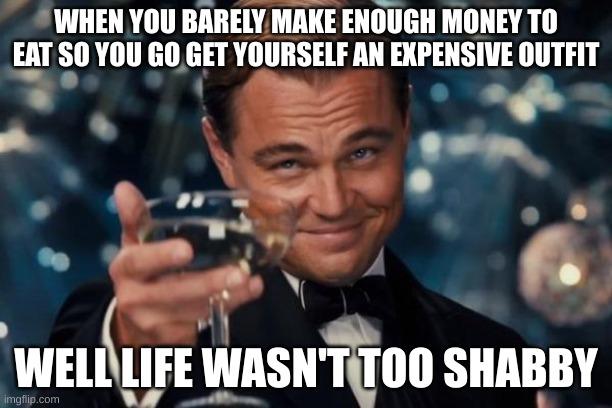 WHEN YOU BARELY MAKE ENOUGH MONEY TO
EAT SO YOU GO GET YOURSELF AN EXPENSIVE OUTFIT
WELL LIFE WASN'T TOO SHABBY
imgflip.com